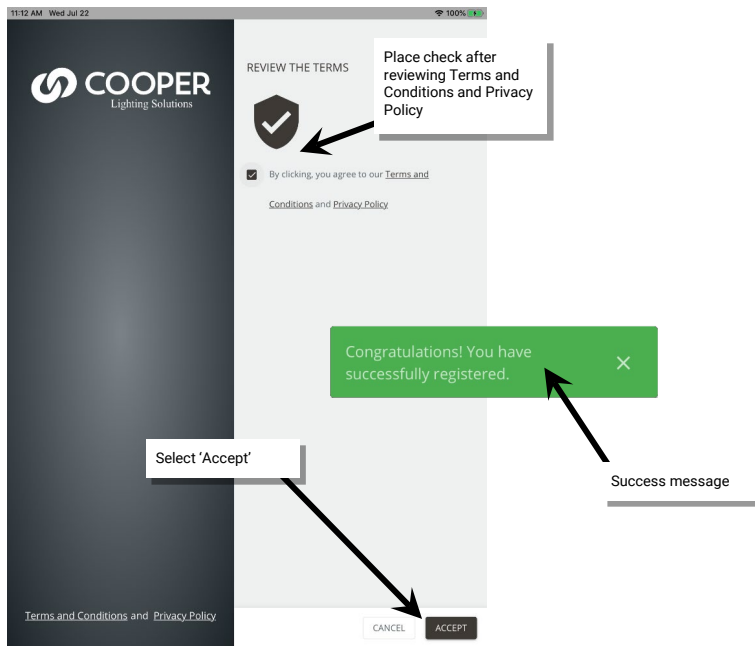 11:12 AM Wed Jul 22
100%
COOPER
Lighting Solutions
REVIEW THE TERMS
Place check after
reviewing Terms and
Conditions and Privacy
Policy
By clicking, you agree to our Terms and
Conditions and Privacy Policy
Congratulations! You have
successfully registered.
Select ‘Accept’
Success message
Terms and Conditions and Privacy Policy
CANCEL
ACCEPT